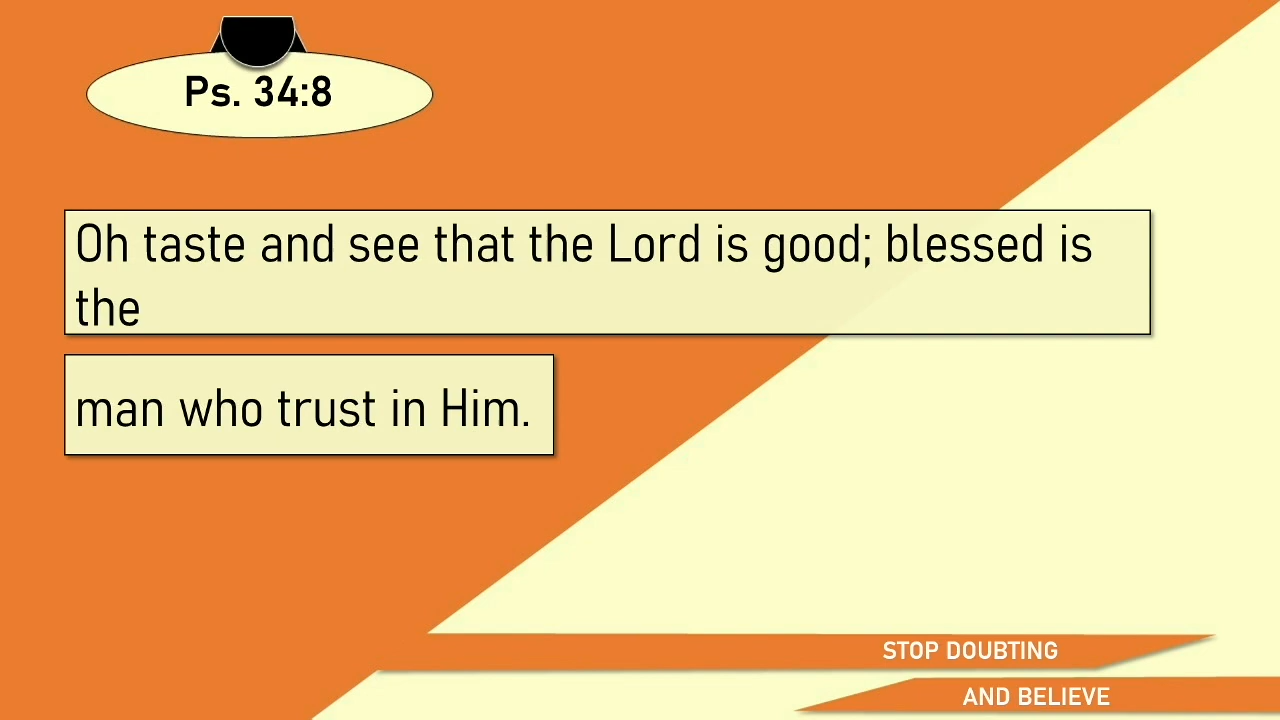 Ps. 34:8
Oh taste and see that the Lord is good; blessed is
the
man who trust in Him.
STOP DOUBTING
AND BELIEVE